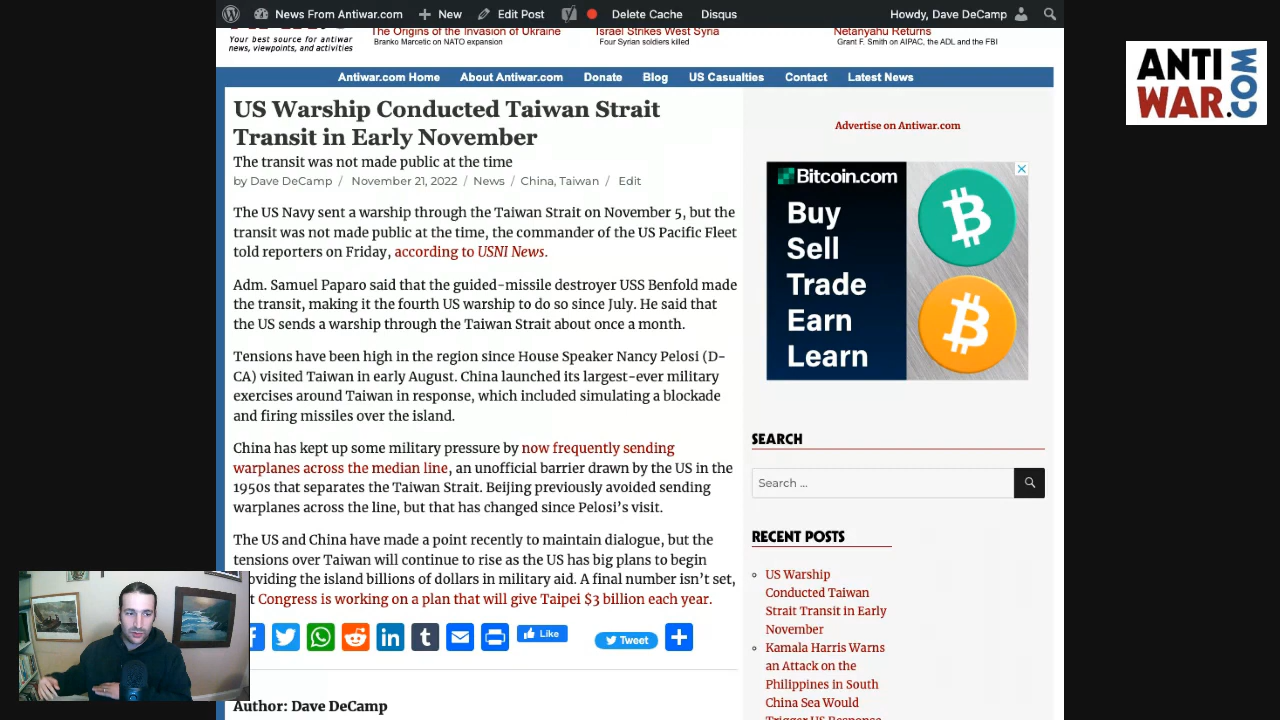 News From Antiwar.com
New
Edit Post
Delete Cache
Disqus
Howdy, Dave DeCamp
Your best source for antiwar
news, viewpoints, and activities
The Origins of the Invasion of Ukraine
Branko Marcetic on NATO expansion
Israel Strikes West Syria
Four Syrian soldiers killed
Netanyahu Returns
Grant F. Smith on AIPAC, the ADL and the FBI
ANTI
WAR.COM
Antiwar.com Home
About Antiwar.com
Donate
Blog
US Casualties
Contact
Latest News
US Warship Conducted Taiwan Strait
Transit in Early November
The transit was not made public at the time
by Dave DeCamp / November 21, 2022 / News / China, Taiwan / Edit
The US Navy sent a warship through the Taiwan Strait on November 5, but the
transit was not made public at the time, the commander of the US Pacific Fleet
told reporters on Friday, according to USNI News.
Adm. Samuel Paparo said that the guided-missile destroyer USS Benfold made
the transit, making it the fourth US warship to do so since July. He said that
the US sends a warship through the Taiwan Strait about once a month.
Tensions have been high in the region since House Speaker Nancy Pelosi (D-
CA) visited Taiwan in early August. China launched its largest-ever military
exercises around Taiwan in response, which included simulating a blockade
and firing missiles over the island.
China has kept up some military pressure by now frequently sending
warplanes across the median line, an unofficial barrier drawn by the US in the
1950s that separates the Taiwan Strait. Beijing previously avoided sending
warplanes across the line, but that has changed since Pelosi's visit.
The US and China have made a point recently to maintain dialogue, but the
tensions over Taiwan will continue to rise as the US has big plans to begin
roviding the island billions of dollars in military aid. A final number isn't set,
t Congress is working on a plan that will give Taipei $3 billion each year.
Like
Tweet
Author: Dave DeCamp
Advertise on Antiwar.com
Bitcoin.com
Buy
Sell
Trade
Earn
Learn
SEARCH
Search ...
RECENT POSTS
US Warship
Conducted Taiwan
Strait Transit in Early
November
Kamala Harris Warns
an Attack on the
Philippines in South
China Sea Would
Trigger US Response